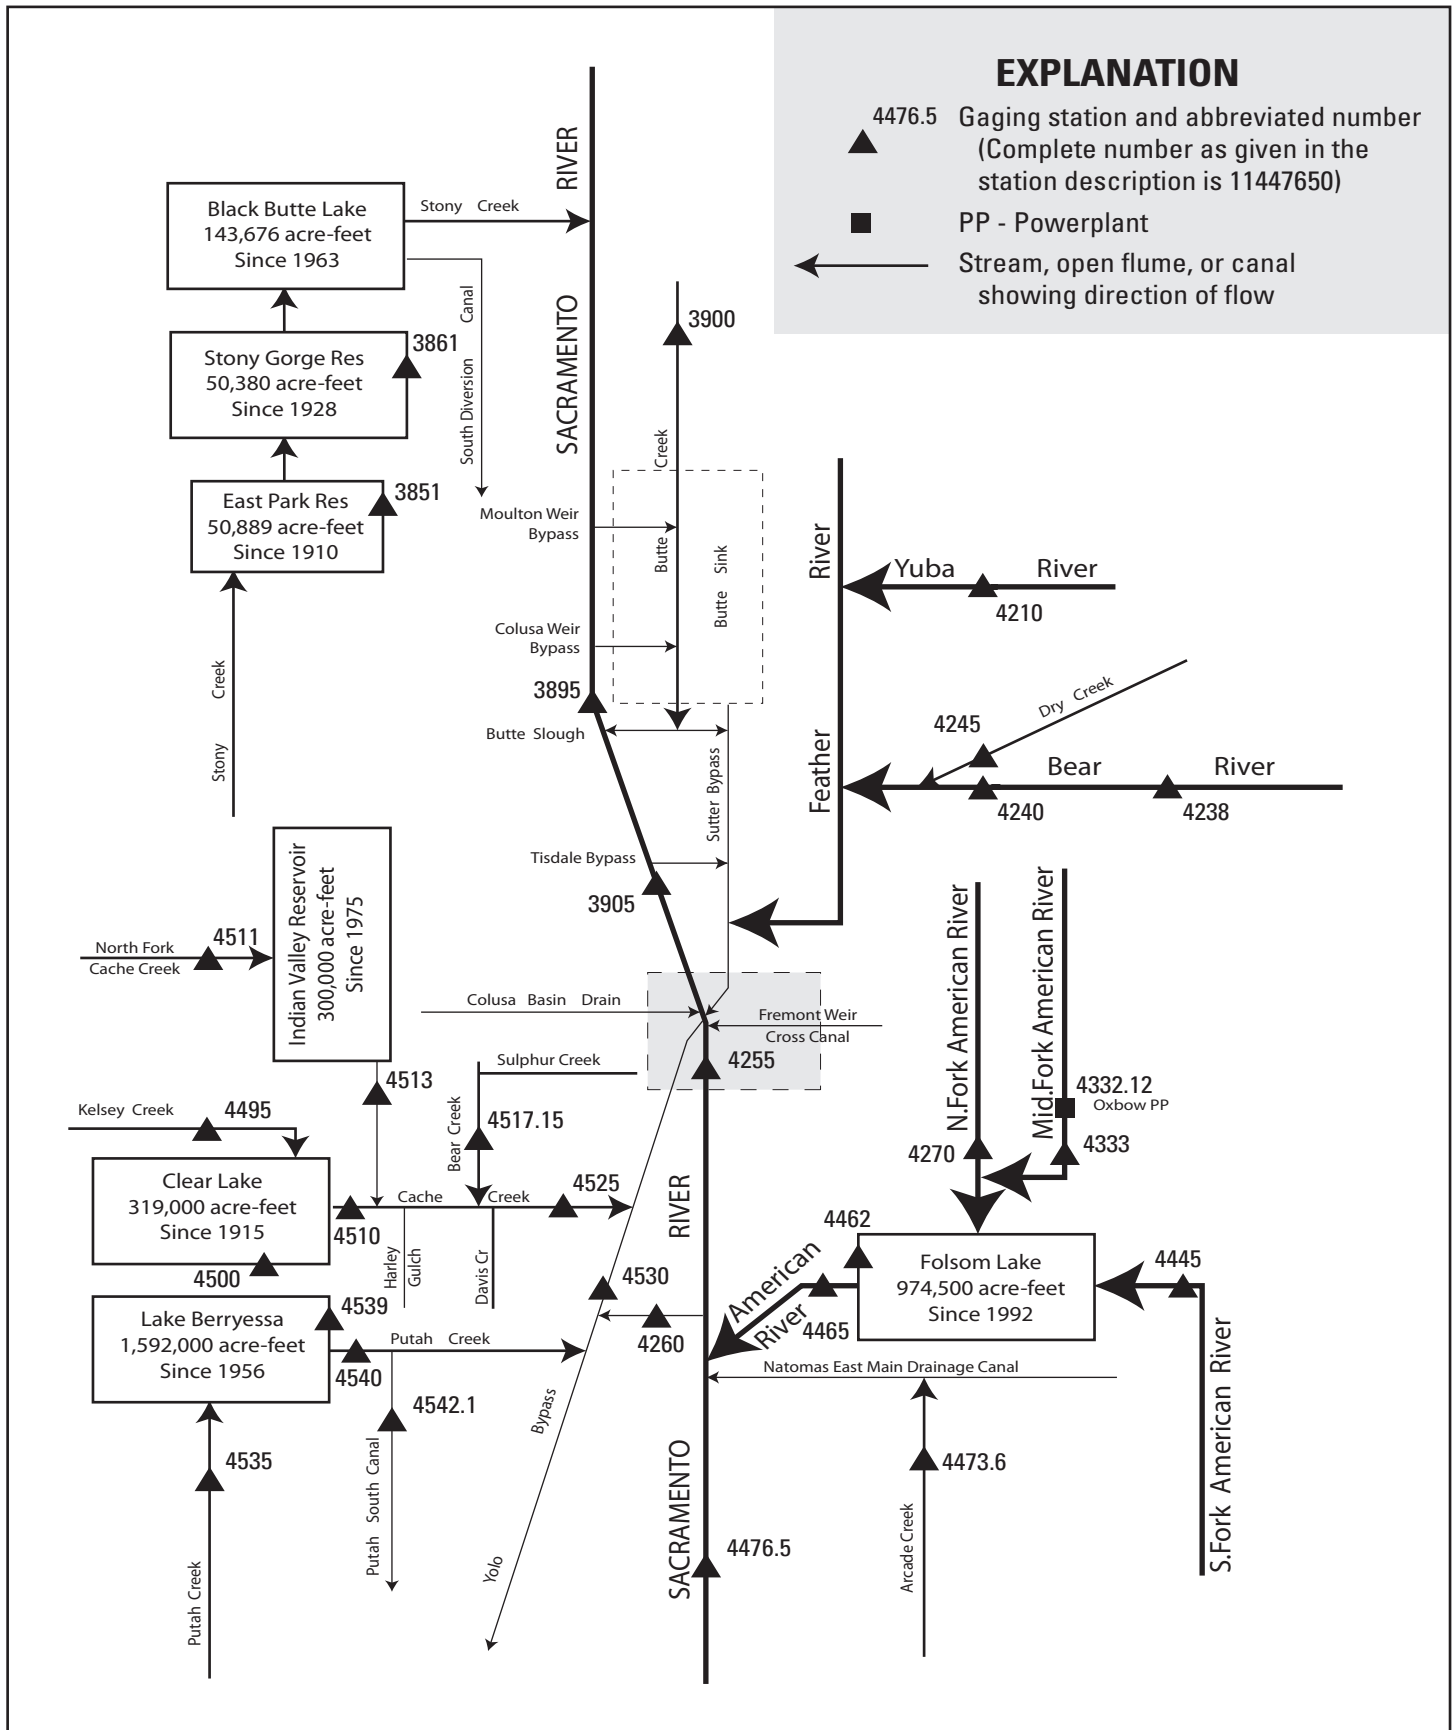 EXPLANATION
4476.5 Gaging station and abbreviated number
(Complete number as given in the
station description is 11447650)
PP - Powerplant
Stream, open flume, or canal
showing direction of flow
RIVER
SACRAMENTO
Black Butte Lake
143,676 acre-feet
Since 1963
Stony Creek
South Diversion Canal
Stony Gorge Res
50,380 acre-feet
Since 1928
3861
East Park Res
50,889 acre-feet
Since 1910
3851
Stony Creek
3900
Butte Creek
Butte Sink
Moulton Weir
Bypass
Colusa Weir
Bypass
3895
Butte Slough
Sutter Bypass
Tisdale Bypass
3905
Feather River
Yuba River
4210
Dry Creek
4245
Bear River
4240
4238
Indian Valley Reservoir
300,000 acre-feet
Since 1975
North Fork
Cache Creek
4511
4513
Colusa Basin Drain
Fremont Weir
Cross Canal
4255
Sulphur Creek
Bear Creek
4517.15
Kelsey Creek
4495
Clear Lake
319,000 acre-feet
Since 1915
4500
4510
Cache Creek
4525
Harley
Gulch
Davis Cr
N.Fork American River
4270
Mid.Fork American River
4332.12
Oxbow PP
4333
RIVER
4462
Folsom Lake
974,500 acre-feet
Since 1992
4445
S.Fork American River
American
River
4465
4530
4260
Lake Berryessa
1,592,000 acre-feet
Since 1956
4539
4540
Putah Creek
4542.1
Putah South Canal
4535
Putah Creek
Yolo Bypass
Natomas East Main Drainage Canal
4473.6
Arcade Creek
SACRAMENTO
4476.5